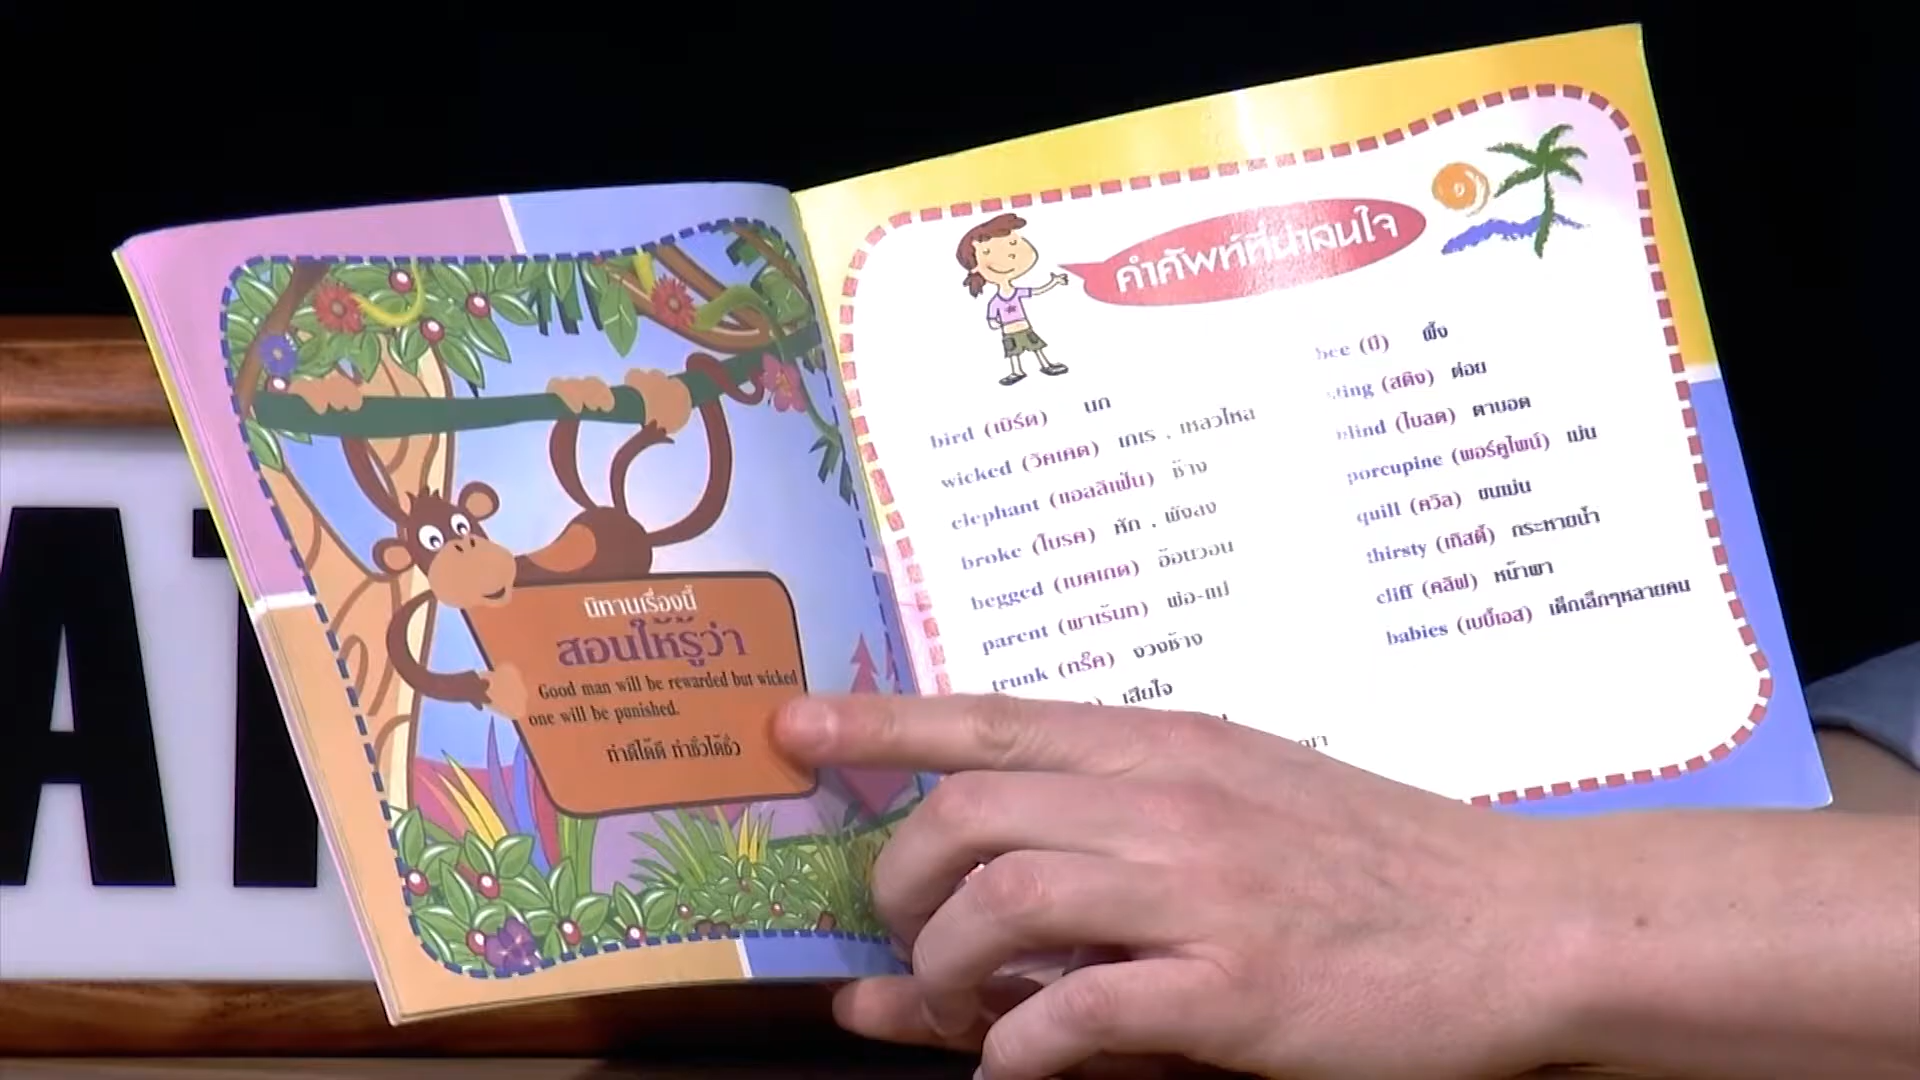 AT
นิทานเรื่องนี้
สอนให้รู้ว่า
Good man will be rewarded but wicked
one will be punished.
ทำดีได้ดี ทำชั่วได้ชั่ว
คำศัพท์ที่น่าสนใจ
bird (เบิร์ด) นก
wicked (วิคเคด) เกเร , เหลวไหล
elephant (แอลลิเฟ่น) ช้าง
broke (โบรค) หัก , พังลง
begged (เบคเกด) อ้อนวอน
parent (พาเร้นท) พ่อ-แม่
trunk (ทรั๊ค) งวงช้าง
เสียใจ
bee (บี) ผึ้ง
sting (สติง) ต่อย
blind (ไบลด) ตาบอด
porcupine (พอร์คูไพน์) เม่น
quill (ควิล) ขนเม่น
thirsty (เทิสตี้) กระหายน้ำ
cliff (คลิฟ) หน้าผา
babies (เบบี้เอส) เด็กเล็กๆหลายคน